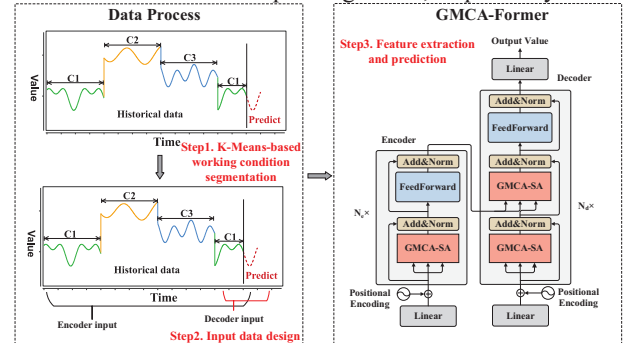 Data Process
C2
C1
C3
C1
Value
Historical data
Predict
Time
Step1. K-Means-based
working condition
segmentation
C2
C1
C3
C1
Value
Historical data
Predict
Time
Encoder input
Decoder input
Step2. Input data design
GMCA-Former
Step3. Feature extraction
and prediction
Output Value
Linear
Decoder
Add&Norm
FeedForward
Encoder
Add&Norm
FeedForward
Add&Norm
GMCA-SA
Ne×
Nd×
Add&Norm
GMCA-SA
Add&Norm
GMCA-SA
Positional
Encoding
Positional
Encoding
Linear
Linear